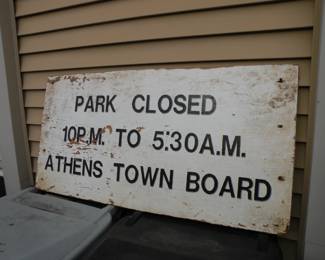 PARK CLOSED
10P.M. TO 5:30A.M.
ATHENS TOWN BOARD